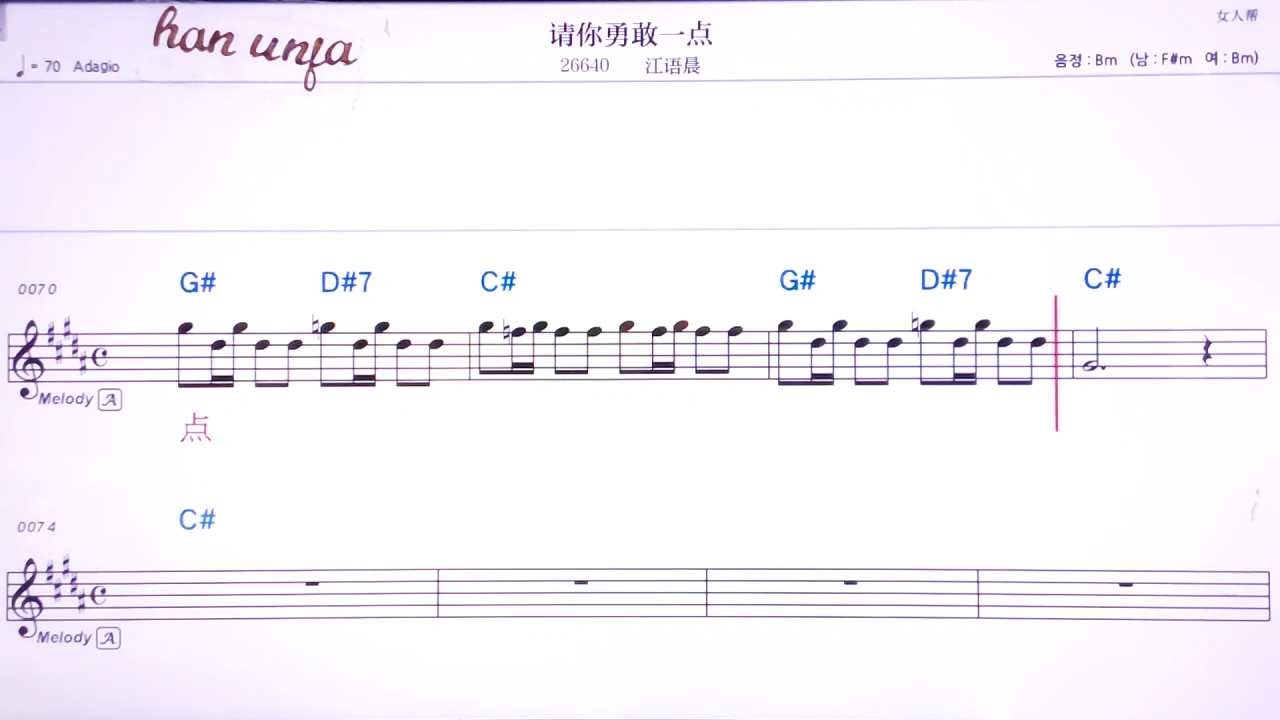 han unfa
请你勇敢一点
女人帮
♩= 70 Adagio
26640 江语晨
음정 : Bm (남 : F#m 여 : Bm)
0070
G# D#7 C# G# D#7 C#
Melody A
点
0074
C#
Melody A